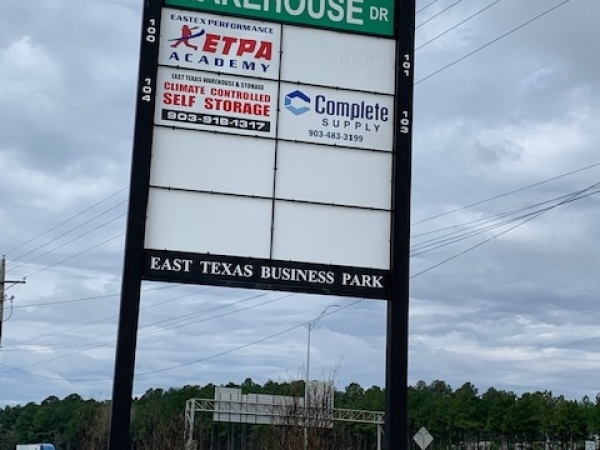 WAREHOUSE DR
100
101
EASTEX PERFORMANCE
ETPA
ACADEMY
104
103
EAST TEXAS WAREHOUSE & STORAGE
CLIMATE CONTROLLED
SELF STORAGE
903-918-1317
Complete
SUPPLY
903-483-3199
EAST TEXAS BUSINESS PARK